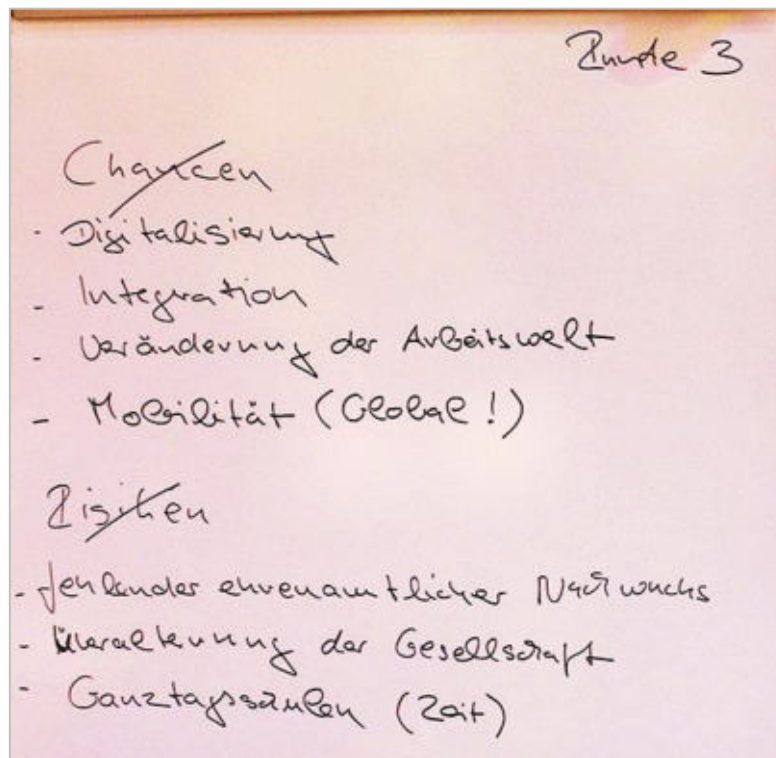 Runde 3
Chancen
- Digitalisierung
- Integration
- Veränderung der Arbeitswelt
- Mobilität (Global!)
Risiken
- fehlender ehrenamtlicher Nachwuchs
- Überalterung der Gesellschaft
- Ganztagsschulen (Zeit)